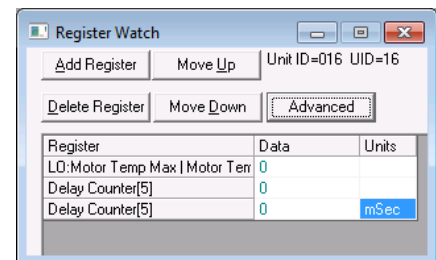 Register Watch
Add Register Move Up Unit ID=016 UID=16
Delete Register Move Down Advanced
Register Data Units
LO:Motor Temp Max | Motor Tem 0
Delay Counter[5] 0
Delay Counter[5] 0 mSec